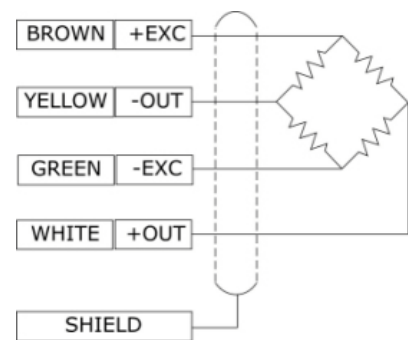 BROWN +EXC
YELLOW -OUT
GREEN -EXC
WHITE +OUT
SHIELD